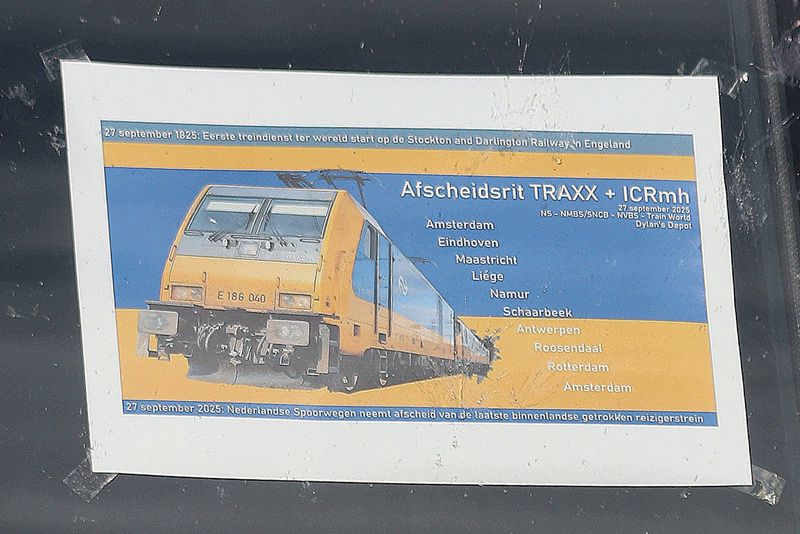 27 september 1825: Eerste treindienst ter wereld start op de Stockton and Darlington Railway in Engeland
Afscheidsrit TRAXX + ICRmh
27 september 2025
NS - NMBS/SNCB - NVBS - Train World
Dylan's Depot
Amsterdam
Eindhoven
Maastricht
Liége
Namur
Schaarbeek
Antwerpen
Roosendaal
Rotterdam
Amsterdam
E 186 040
27 september 2025: Nederlandse Spoorwegen neemt afscheid van de laatste binnenlandse getrokken reizigerstrein